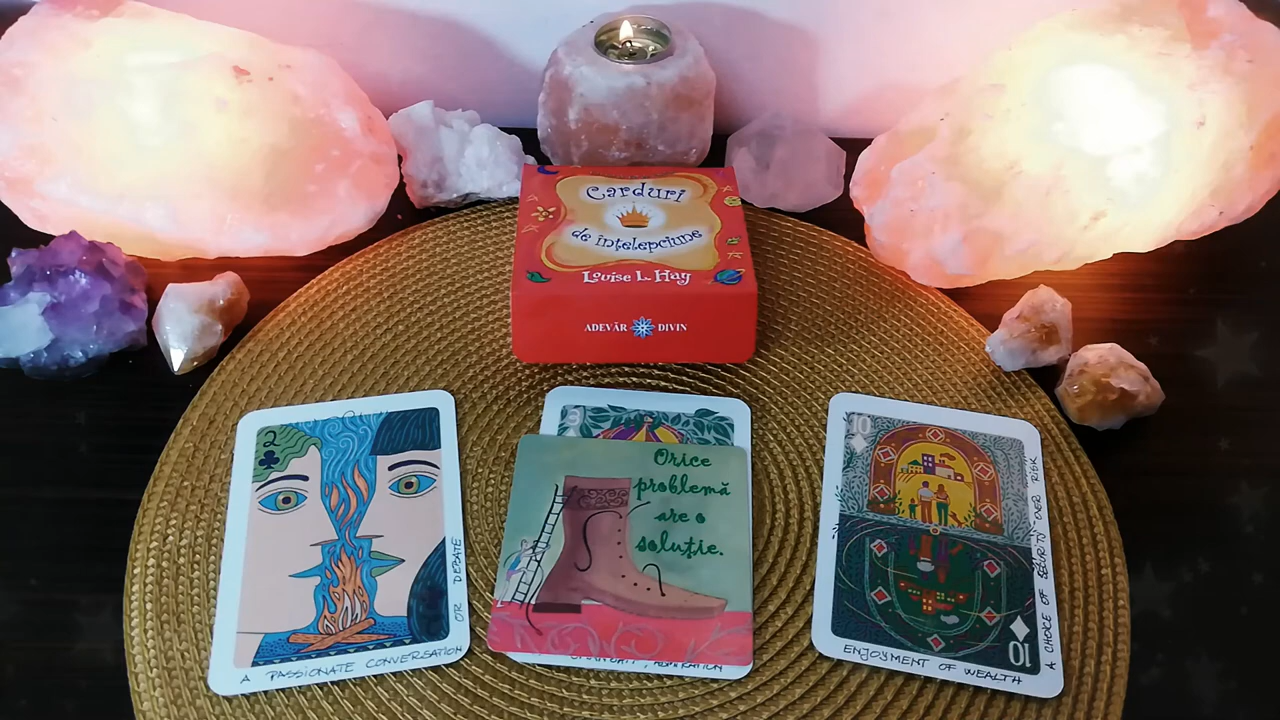 Carduri
de înțelepciune
Louise L. Hay
ADEVĂR DIVIN
2
A PASSIONATE CONVERSATION
OR DEBATE
Orice
problemă
are o
soluție.
10
ENJOYMENT OF WEALTH
A CHOICE OF SECURITY OVER RISK
10